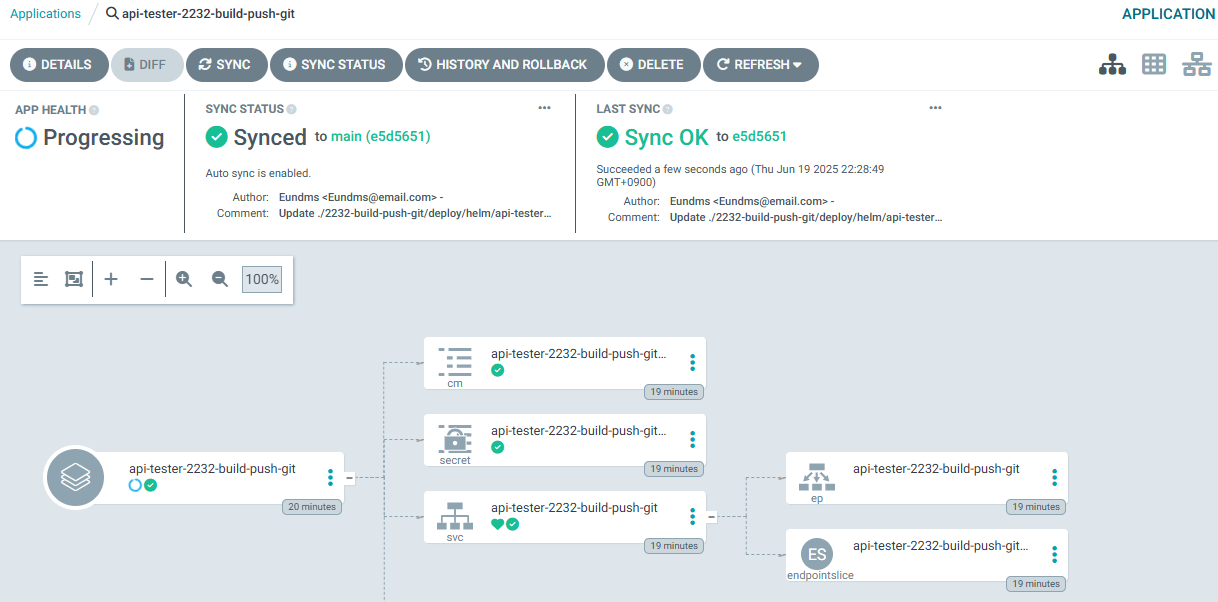 Applications
api-tester-2232-build-push-git
APPLICATION
DETAILS
DIFF
SYNC
SYNC STATUS
HISTORY AND ROLLBACK
DELETE
REFRESH
APP HEALTH
Progressing
SYNC STATUS
Synced to main (e5d5651)
Auto sync is enabled.
Author: Eundms <Eundms@email.com> -
Comment: Update ./2232-build-push-git/deploy/helm/api-tester...
LAST SYNC
Sync OK to e5d5651
Succeeded a few seconds ago (Thu Jun 19 2025 22:28:49
GMT+0900)
Author: Eundms <Eundms@email.com> -
Comment: Update ./2232-build-push-git/deploy/helm/api-tester...
100%
api-tester-2232-build-push-git
20 minutes
api-tester-2232-build-push-git...
cm
19 minutes
api-tester-2232-build-push-git...
secret
19 minutes
api-tester-2232-build-push-git
svc
19 minutes
api-tester-2232-build-push-git
ep
19 minutes
ES
api-tester-2232-build-push-git...
endpointslice
19 minutes